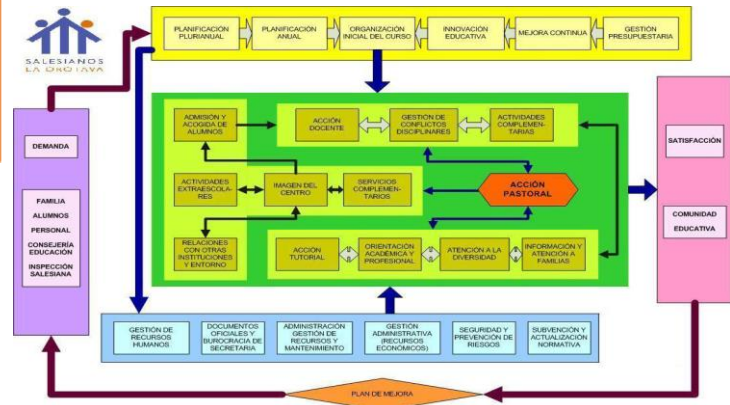 SALESIANOS
LA OROTAVA
PLANIFICACIÓN
PLURIANUAL
PLANIFICACIÓN
ANUAL
ORGANIZACIÓN
INICIAL DEL CURSO
INNOVACIÓN
EDUCATIVA
MEJORA CONTINUA
GESTIÓN
PRESUPUESTARIA
DEMANDA
FAMILIA
ALUMNOS
PERSONAL
CONSEJERÍA
EDUCACIÓN
INSPECCIÓN
SALESIANA
ADMISIÓN Y
ACOGIDA DE
ALUMNOS
ACCIÓN
DOCENTE
GESTIÓN DE
CONFLICTOS
DISCIPLINARES
ACTIVIDADES
COMPLEMEN-
TARIAS
ACTIVIDADES
EXTRAESCOLA-
RES
IMAGEN DEL
CENTRO
SERVICIOS
COMPLEMEN-
TARIOS
ACCIÓN
PASTORAL
RELACIONES
CON OTRAS
INSTITUCIONES
Y ENTORNO
ACCIÓN
TUTORIAL
ORIENTACIÓN
ACADÉMICA Y
PROFESIONAL
ATENCIÓN A LA
DIVERSIDAD
INFORMACIÓN Y
ATENCIÓN A
FAMILIAS
SATISFACCIÓN
COMUNIDAD
EDUCATIVA
GESTIÓN DE
RECURSOS
HUMANOS
DOCUMENTOS
OFICIALES Y
BUROCRACIA DE
SECRETARIA
ADMINISTRACIÓN
GESTIÓN DE
RECURSOS Y
MANTENIMIENTO
GESTIÓN
ADMINISTRATIVA
(RECURSOS
ECONÓMICOS)
SEGURIDAD Y
PREVENCIÓN DE
RIESGOS
SUBVENCIÓN Y
ACTUALIZACIÓN
NORMATIVA
PLAN DE MEJORA